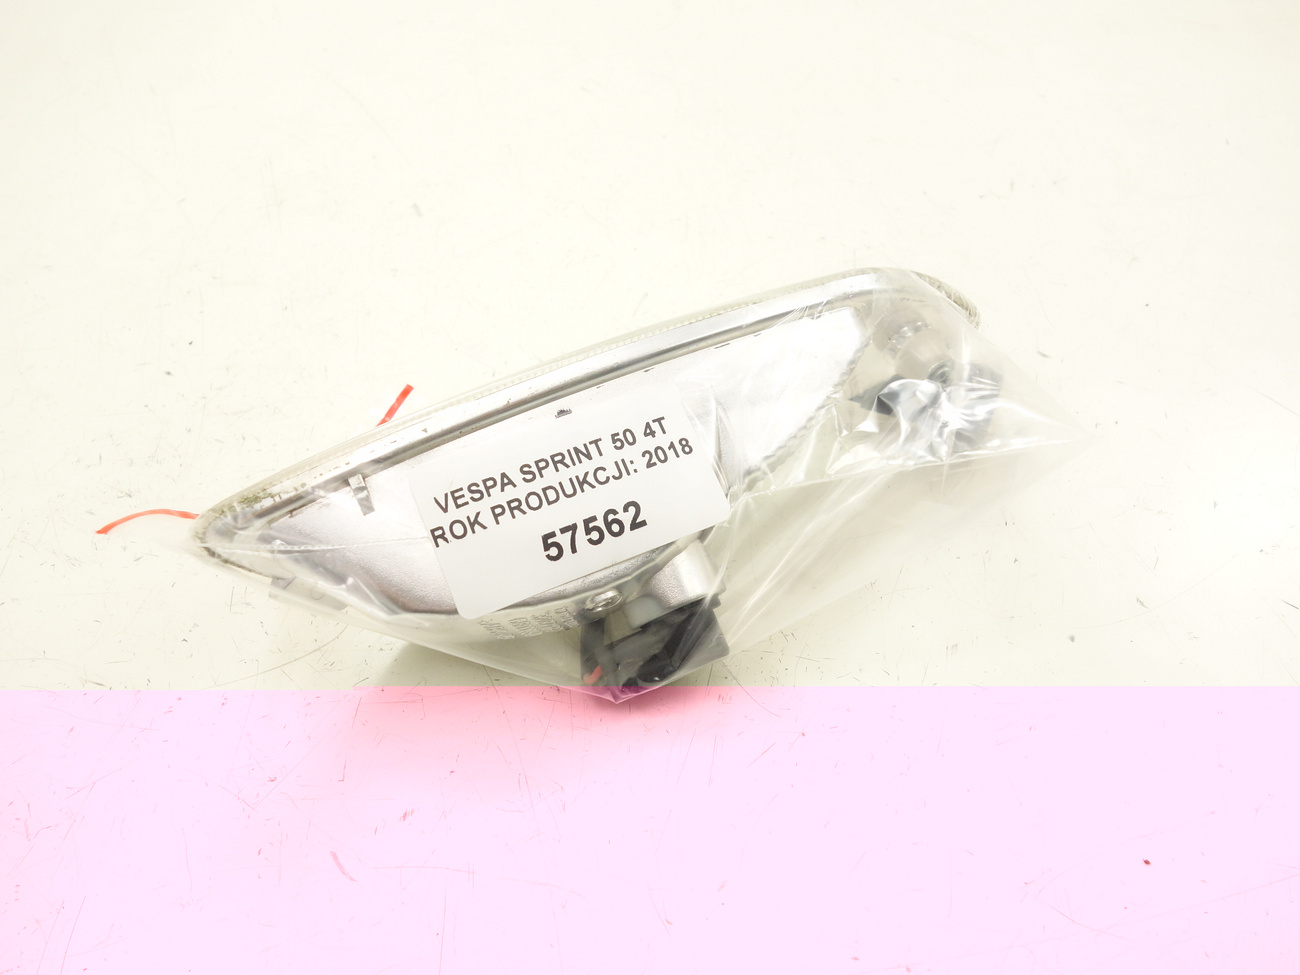 VESPA SPRINT 50 4T
ROK PRODUKCJI: 2018
57562